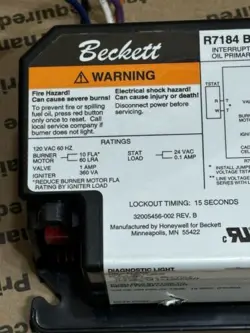 Beckett
R7184 B
INTERRUPT
OIL PRIMAR
WARNING
Fire Hazard!
Can cause severe burns!
To prevent fire or spilling
fuel oil, press red button
only once to reset. Call
local service company if
burner does not light.
Electrical shock hazard!
Can cause injury or death!
Disconnect power before
servicing.
TSTAT
T
T
RATINGS
120 VAC 60 HZ
BURNER 10 FLA*
MOTOR 60 LRA
VALVE 1 AMP
IGNITER 360 VA
*REDUCE BURNER MOTOR FLA
RATING BY IGNITER LOAD
STAT 24 VAC
LOAD 0.1 AMP
* INSTALL JUMPE
LOCKOUT TIMING: 15 SECONDS
32005456-002 REV. B
Manufactured by Honeywell for Beckett
Minneapolis, MN 55422
DIAGNOSTIC LIGHT